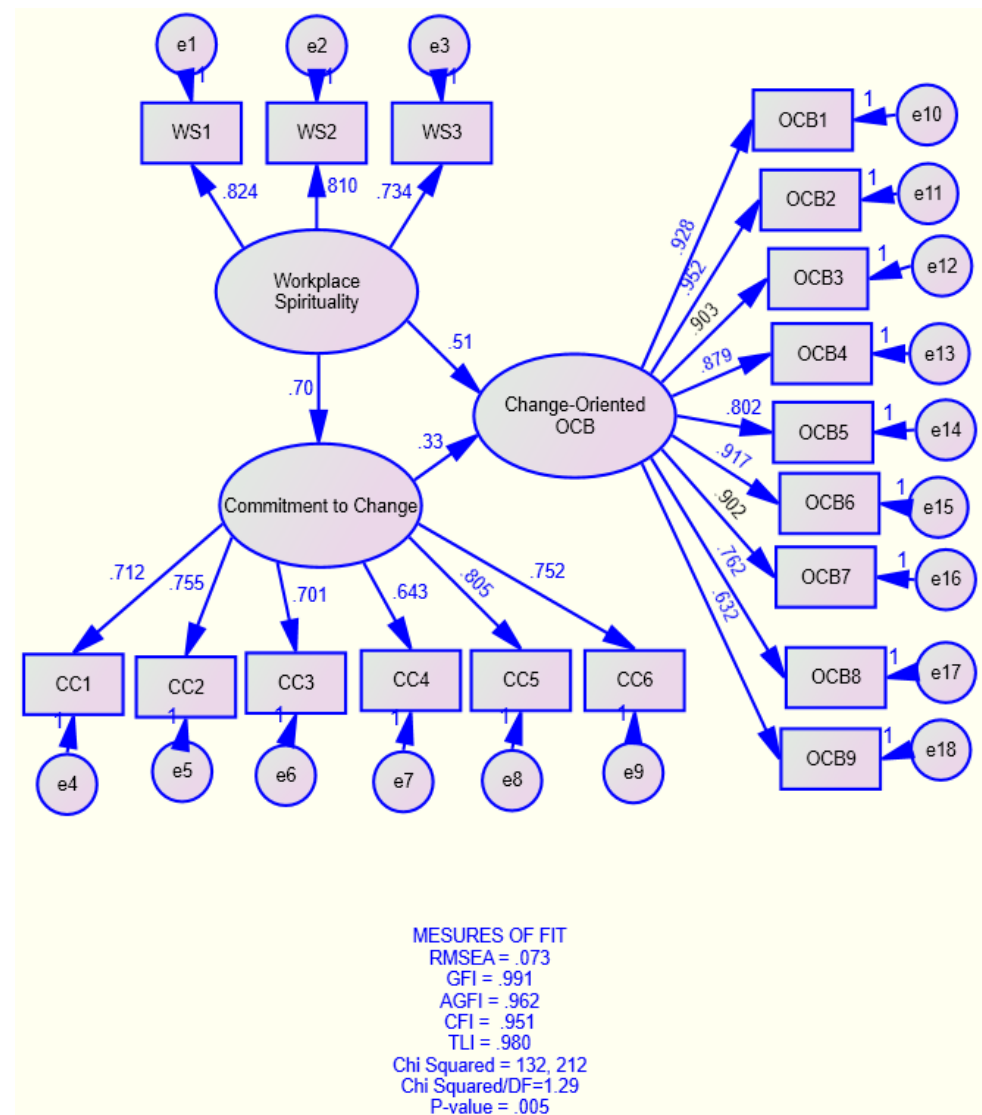 e1
e2
e3
1
1
1
WS1
WS2
WS3
.824
810
.734
Workplace
Spirituality
.51
.70
.33
Change-Oriented
OCB
Commitment to Change
.712
.755
.701
.643
.805
.752
CC1
CC2
CC3
CC4
CC5
CC6
1
1
1
1
1
1
e4
e5
e6
e7
e8
e9
.928
.952
.903
.879
.802
.917
.902
.762
.632
OCB1
1
e10
OCB2
1
e11
OCB3
1
e12
OCB4
1
e13
OCB5
1
e14
OCB6
1
e15
OCB7
1
e16
OCB8
1
e17
OCB9
1
e18
MESURES OF FIT
RMSEA = .073
GFI = .991
AGFI = .962
CFI = .951
TLI = .980
Chi Squared = 132, 212
Chi Squared/DF=1.29
P-value = .005